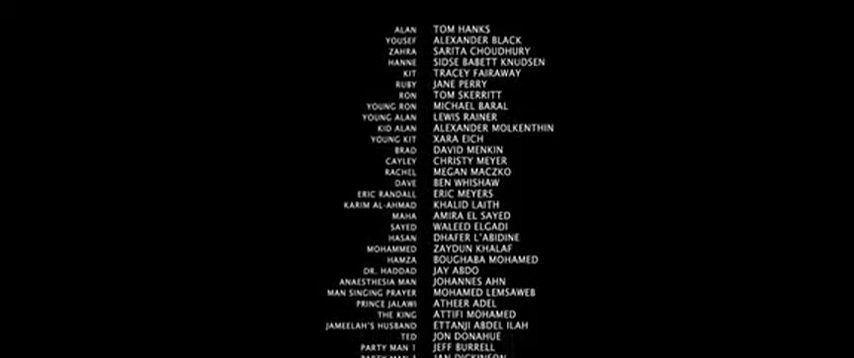 ALAN TOM HANKS
YOUSEF ALEXANDER BLACK
ZAHRA SARITA CHOUDHURY
HANNE SIDSE BABETT KNUDSEN
KIT TRACEY FAIRAWAY
RUBY JANE PERRY
RON TOM SKERRITT
YOUNG RON MICHAEL BARAL
YOUNG ALAN LEWIS RAINER
KID ALAN ALEXANDER MOLKENTHIN
YOUNG KIT XARA EICH
BRAD DAVID MENKIN
CAYLEY CHRISTY MEYER
RACHEL MEGAN MACZKO
DAVE BEN WHISHAW
ERIC RANDALL ERIC MEYERS
KARIM AL-AHMAD KHALID LAITH
MAHA AMIRA EL SAYED
SAYED WALEED ELGADI
HASAN DHAFER L'ABIDINE
MOHAMMED ZAYDUN KHALAF
HAMZA BOUGHABA MOHAMED
DR. HADDAD JAY ABDO
ANAESTHESIA MAN JOHANNES AHN
MAN SINGING PRAYER MOHAMED LEMSAWEB
PRINCE JALAWI ATHEER ADEL
THE KING ATTIFI MOHAMED
JAMEELAH'S HUSBAND ETTANJI ABDEL ILAH
TED JON DONAHUE
PARTY MAN 1 JEFF BURRELL
PARTY MAN IAN DICKINSON